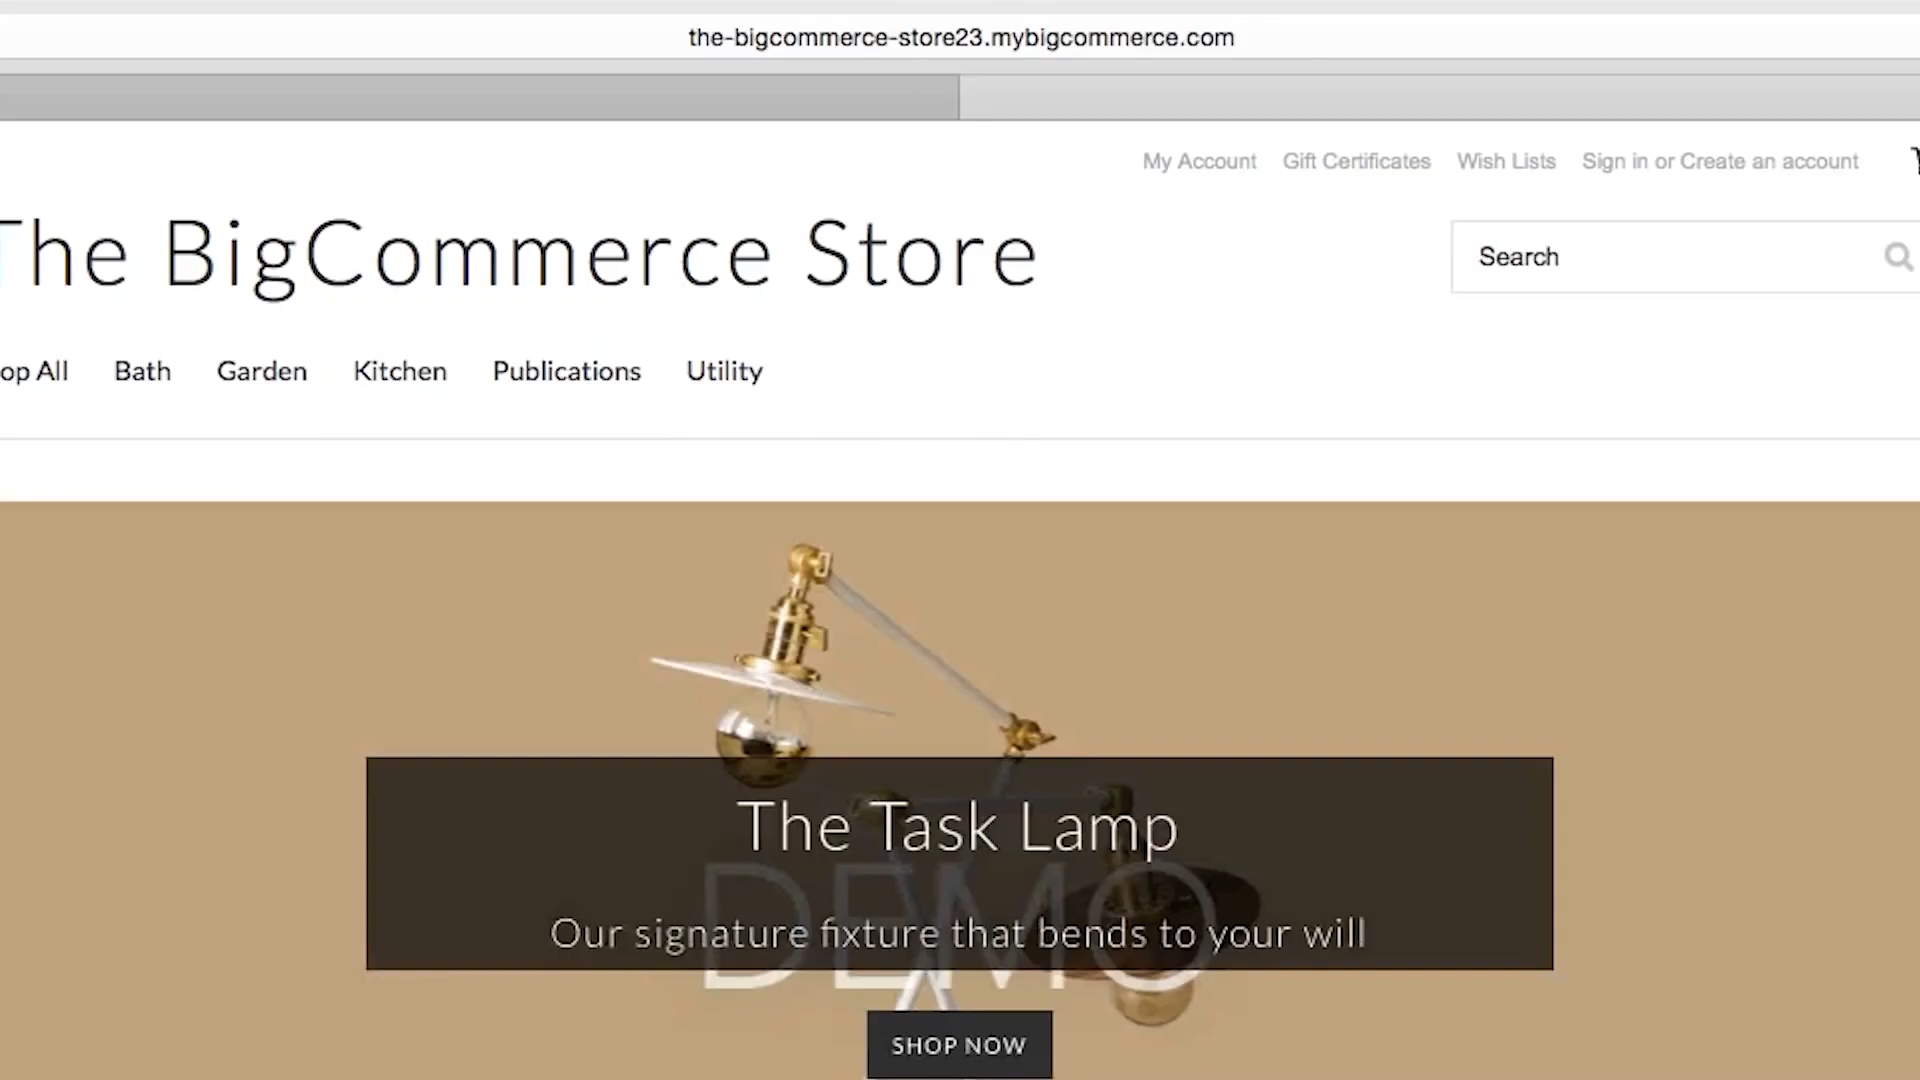 the-bigcommerce-store23.mybigcommerce.com
My Account Gift Certificates Wish Lists Sign in or Create an account
The BigCommerce Store
Search
op All Bath Garden Kitchen Publications Utility
The Task Lamp
DEMO
Our signature fixture that bends to your will
SHOP NOW